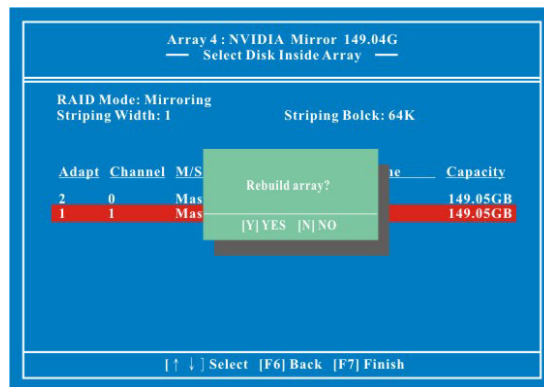 Array 4 : NVIDIA Mirror 149.04G
Select Disk Inside Array
RAID Mode: Mirroring
Striping Width: 1 Striping Bolck: 64K
Adapt Channel M/S Capacity
2 0 Mas 149.05GB
1 1 Mas 149.05GB
Rebuild array?
[Y] YES [N] NO
[↑ ↓] Select [F6] Back [F7] Finish